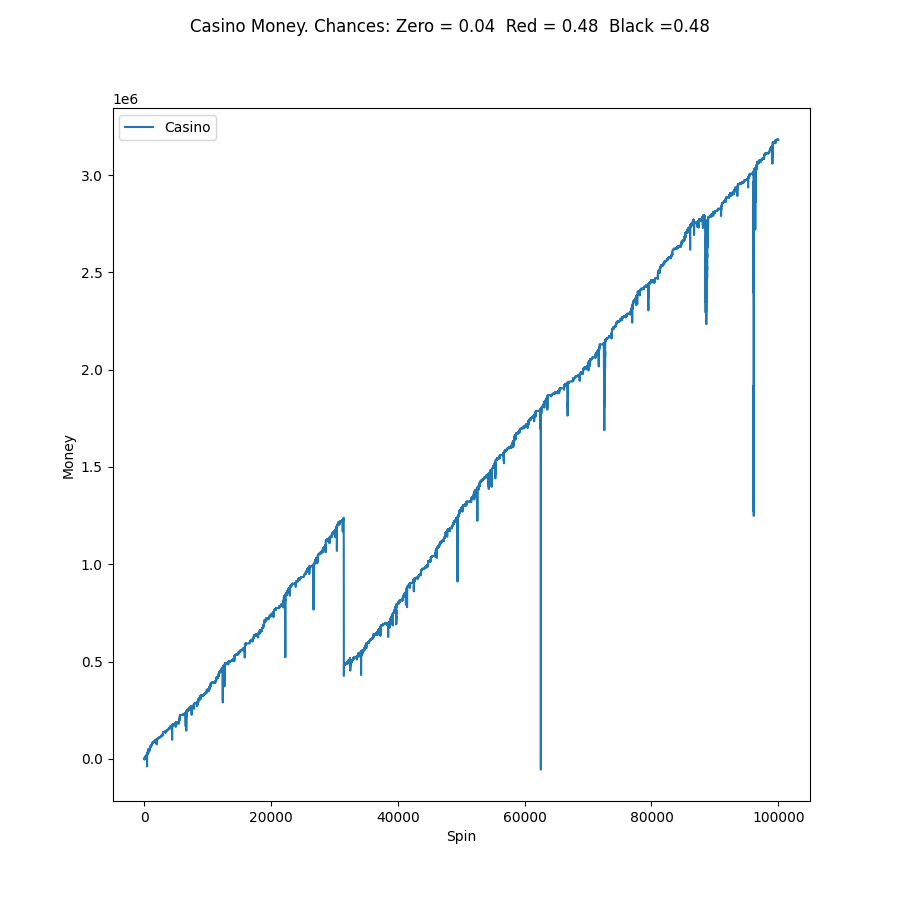 Casino Money. Chances: Zero = 0.04  Red = 0.48  Black =0.48
1e6
Casino
3.0
2.5
2.0
1.5
1.0
0.5
0.0
Money
0 20000 40000 60000 80000 100000
Spin